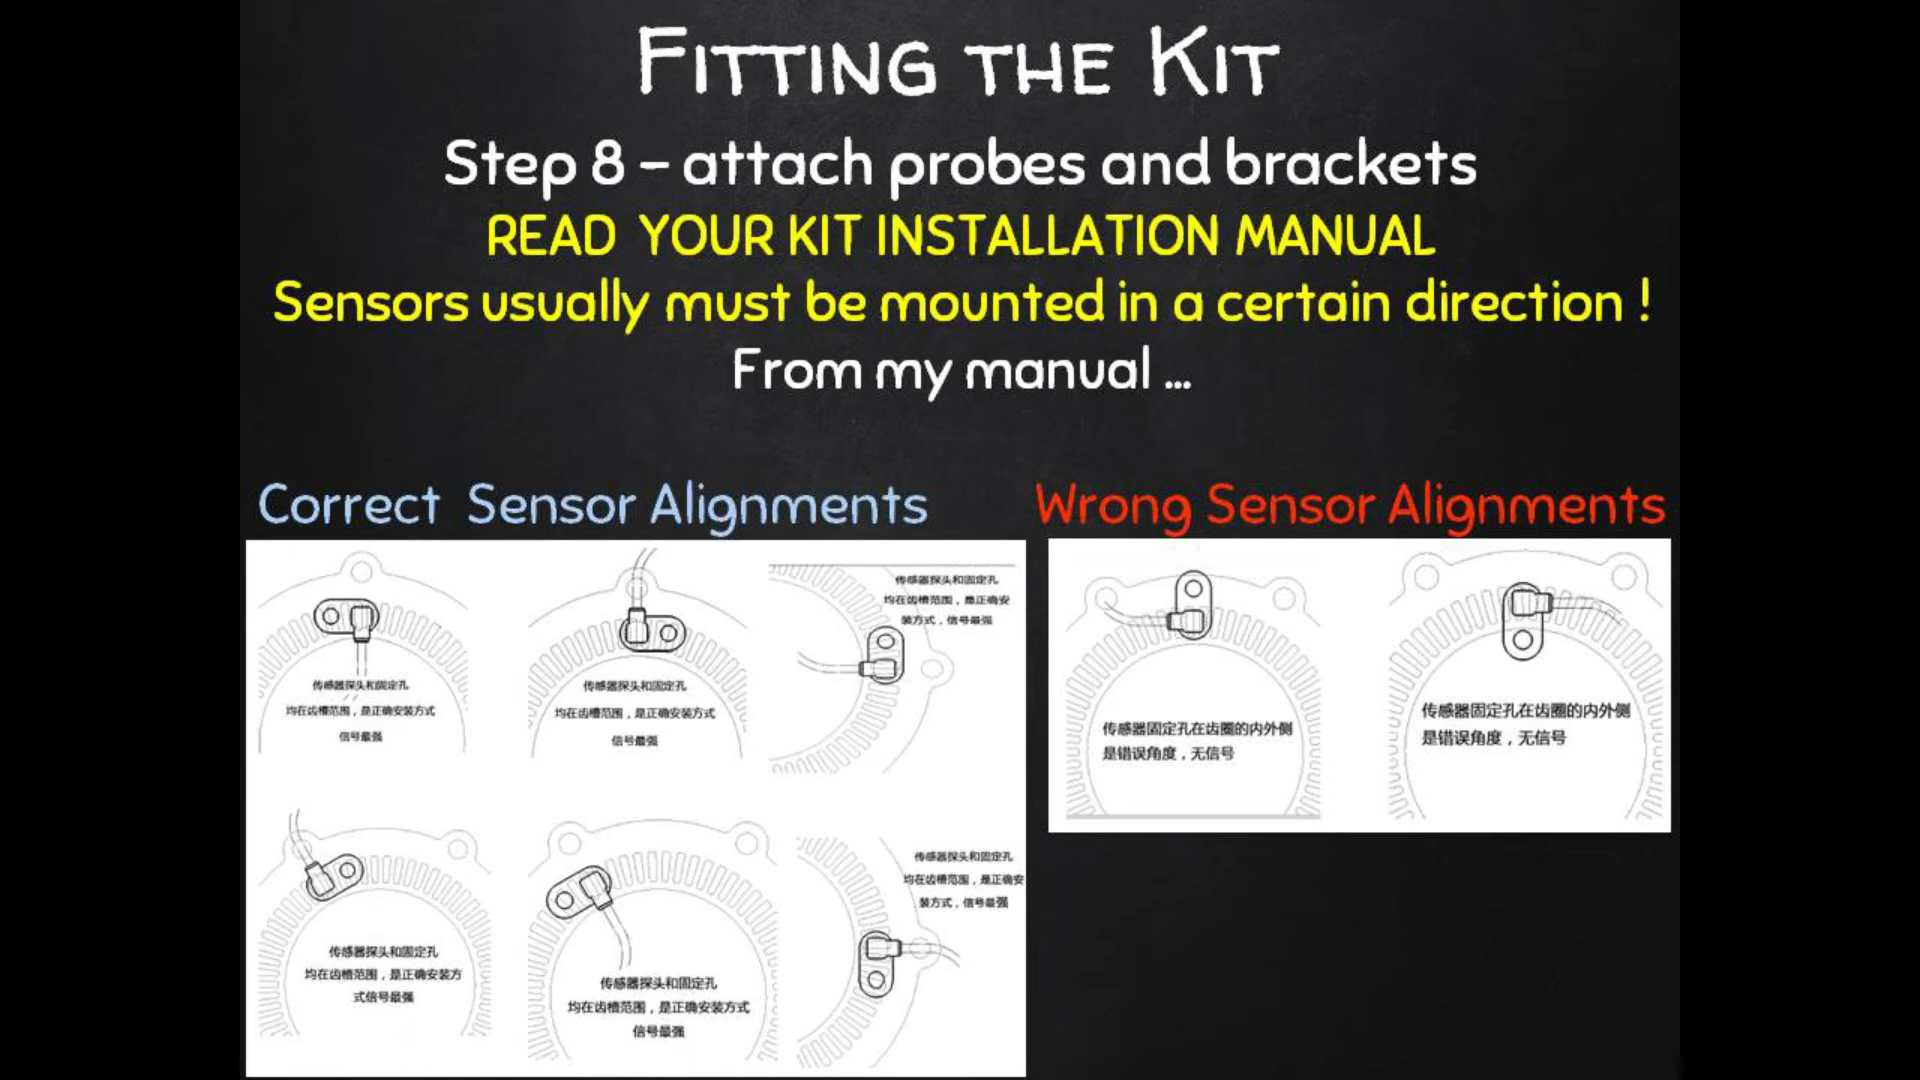 FITTING THE KIT
Step 8 – attach probes and brackets
READ YOUR KIT INSTALLATION MANUAL
Sensors usually must be mounted in a certain direction !
From my manual ...
Correct Sensor Alignments
传感器探头和固定孔
均在齿槽范围，是正确安装方式
信号最强
传感器探头和固定孔
均在齿槽范围，是正确安装方式
信号最强
传感器探头和固定孔
均在齿槽范围，是正确安
装方式，信号最强
传感器探头和固定孔
均在齿槽范围，是正确安装方
式信号最强
传感器探头和固定孔
均在齿槽范围，是正确安装方式
信号最强
传感器探头和固定孔
均在齿槽范围，是正确安
装方式，信号最强
Wrong Sensor Alignments
传感器固定孔在齿圈的内外侧
是错误角度，无信号
传感器固定孔在齿圈的内外侧
是错误角度，无信号